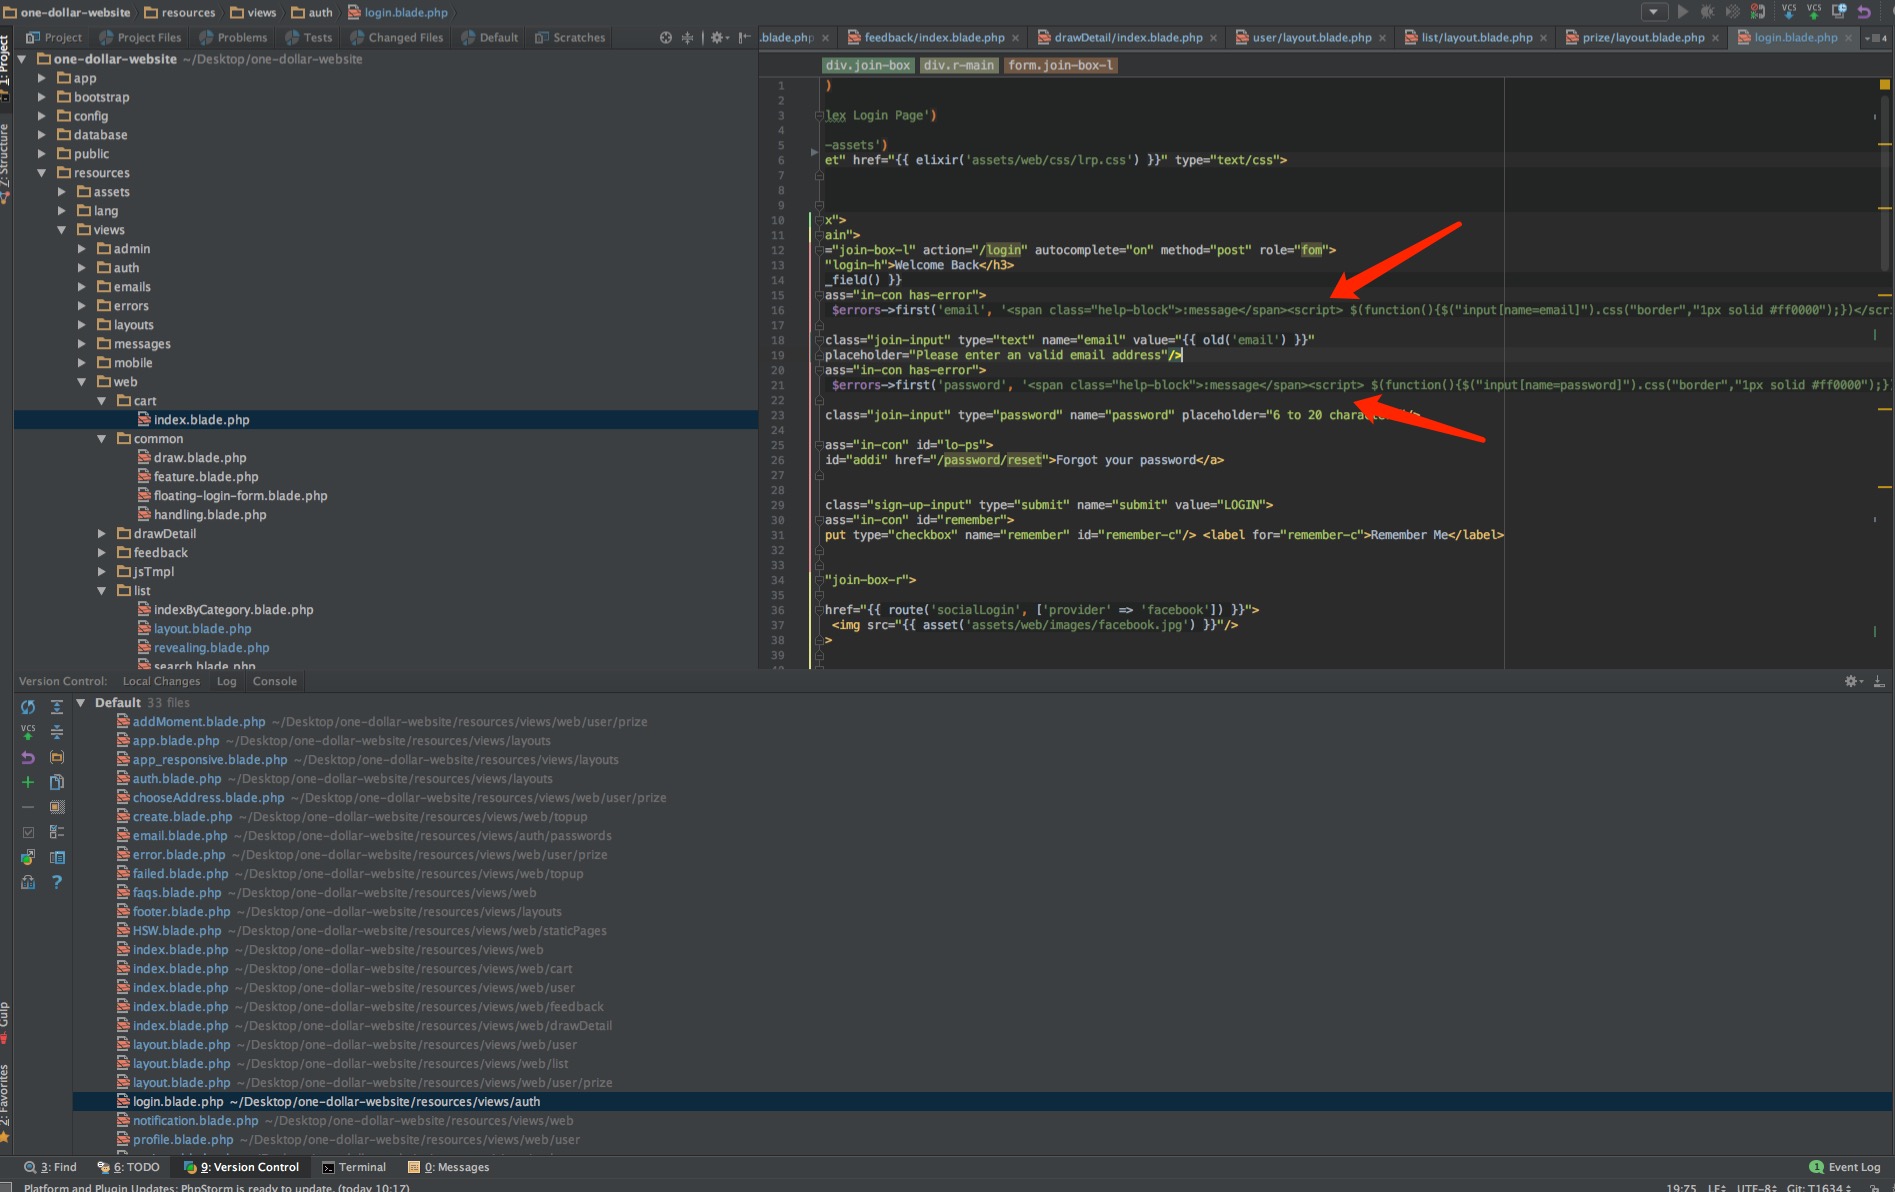 one-dollar-website resources views auth login.blade.php
Project Project Files Problems Tests Changed Files Default Scratches
.blade.php feedback/index.blade.php drawDetail/index.blade.php user/layout.blade.php list/layout.blade.php prize/layout.blade.php login.blade.php
1: Project
Z: Structure
one-dollar-website ~/Desktop/one-dollar-website
app
bootstrap
config
database
public
resources
assets
lang
views
admin
auth
emails
errors
layouts
messages
mobile
web
cart
index.blade.php
common
draw.blade.php
feature.blade.php
floating-login-form.blade.php
handling.blade.php
drawDetail
feedback
jsTmpl
list
indexByCategory.blade.php
layout.blade.php
revealing.blade.php
search.blade.php
div.join-box div.r-main form.join-box-l
1 )
2
3 lex Login Page')
4
5 -assets')
6 et" href="{{ elixir('assets/web/css/lrp.css') }}" type="text/css">
7
8
9
10 x">
11 ain">
12 ="join-box-l" action="/login" autocomplete="on" method="post" role="fom">
13 "login-h">Welcome Back</h3>
14 _field() }}
15 ass="in-con has-error">
16 $errors->first('email', '<span class="help-block">:message</span><script> $(function(){$("input[name=email]").css("border","1px solid #ff0000");})</scri
17
18 class="join-input" type="text" name="email" value="{{ old('email') }}"
19 placeholder="Please enter an valid email address"/>
20 ass="in-con has-error">
21 $errors->first('password', '<span class="help-block">:message</span><script> $(function(){$("input[name=password]").css("border","1px solid #ff0000");}
22
23 class="join-input" type="password" name="password" placeholder="6 to 20 charac
24
25 ass="in-con" id="lo-ps">
26 id="addi" href="/password/reset">Forgot your password</a>
27
28
29 class="sign-up-input" type="submit" name="submit" value="LOGIN">
30 ass="in-con" id="remember">
31 put type="checkbox" name="remember" id="remember-c"/> <label for="remember-c">Remember Me</label>
32
33
34 "join-box-r">
35
36 href="{{ route('socialLogin', ['provider' => 'facebook']) }}">
37 <img src="{{ asset('assets/web/images/facebook.jpg') }}"/>
38 >
39
Version Control: Local Changes Log Console
Default 33 files
addMoment.blade.php ~/Desktop/one-dollar-website/resources/views/web/user/prize
app.blade.php ~/Desktop/one-dollar-website/resources/views/layouts
app_responsive.blade.php ~/Desktop/one-dollar-website/resources/views/layouts
auth.blade.php ~/Desktop/one-dollar-website/resources/views/layouts
chooseAddress.blade.php ~/Desktop/one-dollar-website/resources/views/web/user/prize
create.blade.php ~/Desktop/one-dollar-website/resources/views/web/topup
email.blade.php ~/Desktop/one-dollar-website/resources/views/auth/passwords
error.blade.php ~/Desktop/one-dollar-website/resources/views/web/user/prize
failed.blade.php ~/Desktop/one-dollar-website/resources/views/web/topup
faqs.blade.php ~/Desktop/one-dollar-website/resources/views/web
footer.blade.php ~/Desktop/one-dollar-website/resources/views/layouts
HSW.blade.php ~/Desktop/one-dollar-website/resources/views/web/staticPages
index.blade.php ~/Desktop/one-dollar-website/resources/views/web
index.blade.php ~/Desktop/one-dollar-website/resources/views/web/cart
index.blade.php ~/Desktop/one-dollar-website/resources/views/web/user
index.blade.php ~/Desktop/one-dollar-website/resources/views/web/feedback
index.blade.php ~/Desktop/one-dollar-website/resources/views/web/drawDetail
layout.blade.php ~/Desktop/one-dollar-website/resources/views/web/user
layout.blade.php ~/Desktop/one-dollar-website/resources/views/web/list
layout.blade.php ~/Desktop/one-dollar-website/resources/views/web/user/prize
login.blade.php ~/Desktop/one-dollar-website/resources/views/auth
notification.blade.php ~/Desktop/one-dollar-website/resources/views/web
profile.blade.php ~/Desktop/one-dollar-website/resources/views/web/user
Gulp
2: Favorites
3: Find 6: TODO 9: Version Control Terminal 0: Messages 1 Event Log
Platform and Plugin Updates: PhpStorm is ready to update. (today 10:17) 19:75 LF UTF-8 Git: T1634